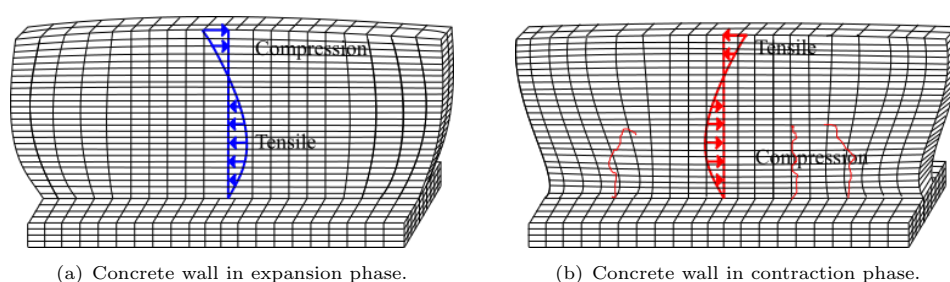 Compression
Tensile
Tensile
Compression
(a) Concrete wall in expansion phase.
(b) Concrete wall in contraction phase.